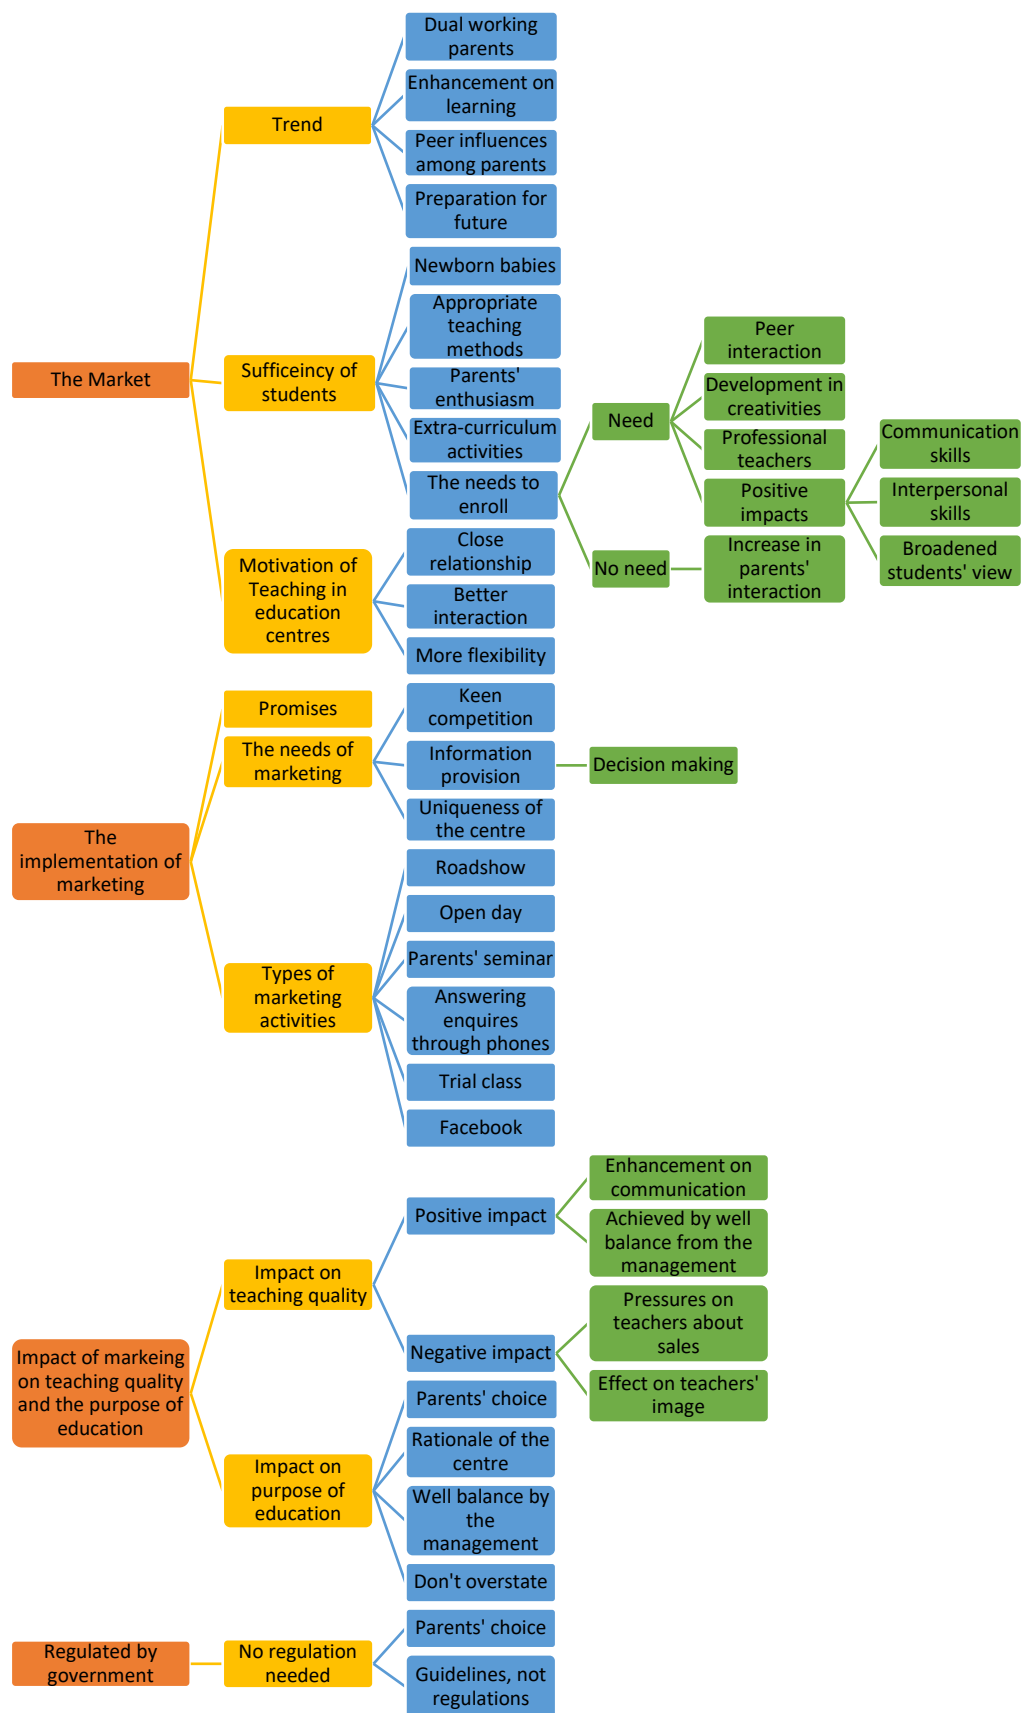 The Market
Trend
Dual working
parents
Enhancement on
learning
Peer influences
among parents
Preparation for
future
Sufficeincy of
students
Newborn babies
Appropriate
teaching
methods
Parents'
enthusiasm
Extra-curriculum
activities
The needs to
enroll
Need
Peer
interaction
Development in
creativities
Professional
teachers
Positive
impacts
Communication
skills
Interpersonal
skills
Broadened
students' view
No need
Increase in
parents'
interaction
Motivation of
Teaching in
education
centres
Close
relationship
Better
interaction
More flexibility
The
implementation of
marketing
Promises
The needs of
marketing
Keen
competition
Information
provision
Decision making
Uniqueness of
the centre
Types of
marketing
activities
Roadshow
Open day
Parents' seminar
Answering
enquires
through phones
Trial class
Facebook
Impact of markeing
on teaching quality
and the purpose of
education
Impact on
teaching quality
Positive impact
Enhancement on
communication
Achieved by well
balance from the
management
Negative impact
Pressures on
teachers about
sales
Effect on teachers'
image
Impact on
purpose of
education
Parents' choice
Rationale of the
centre
Well balance by
the
management
Don't overstate
Regulated by
government
No regulation
needed
Parents' choice
Guidelines, not
regulations